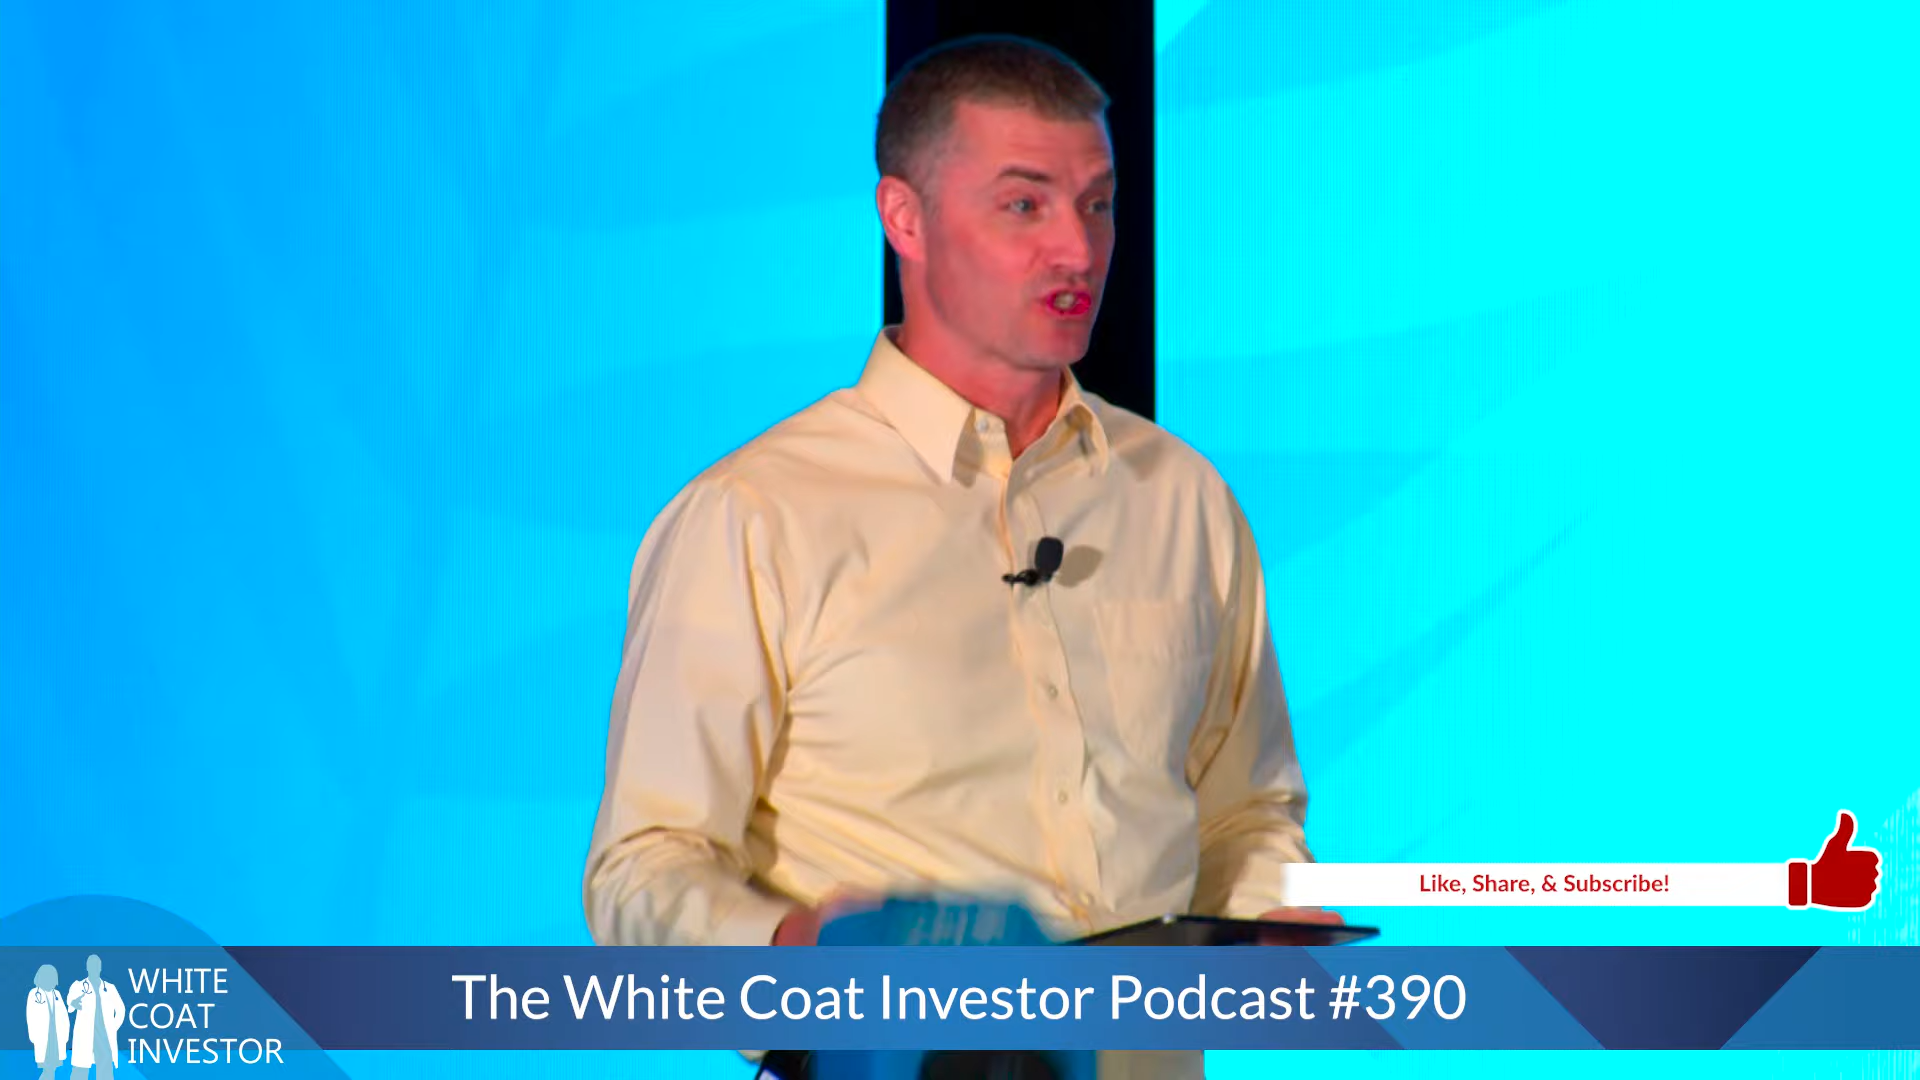 Like, Share, & Subscribe!
The White Coat Investor Podcast #390
WHITE
COAT
INVESTOR